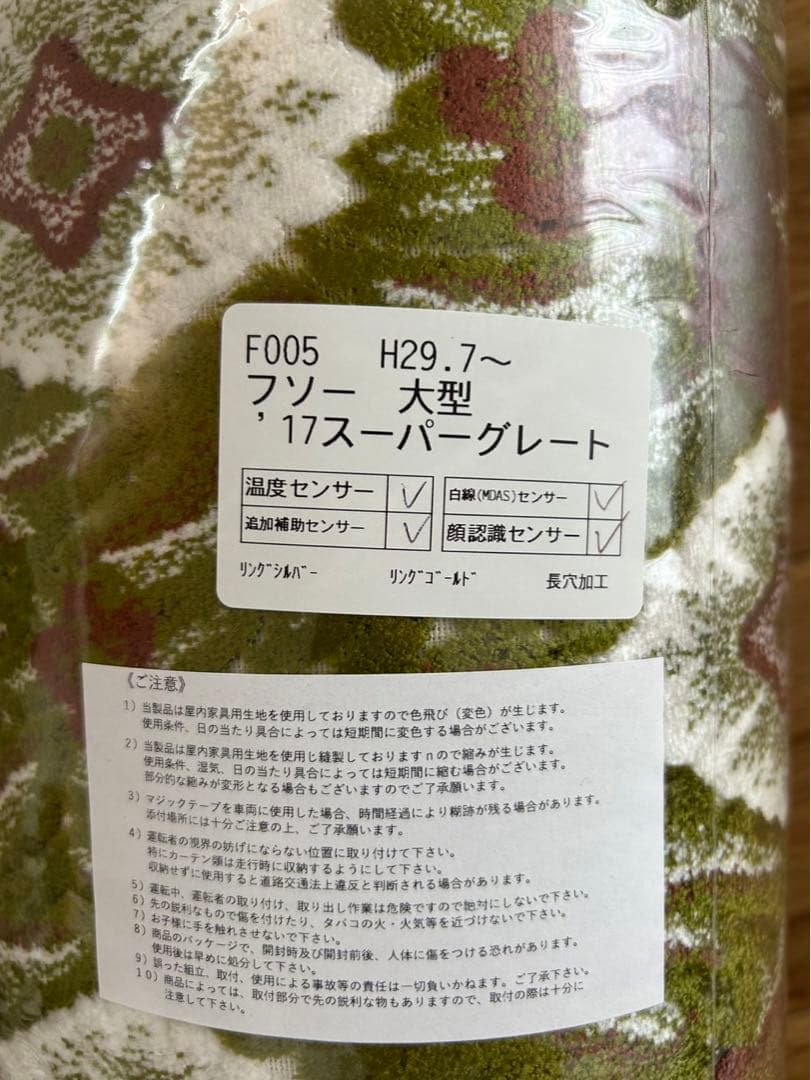 F005 H29.7～
フソー 大型
'17スーパーグレート
温度センサー ✓ 白線(MDAS)センサー ✓
追加補助センサー ✓ 顔認識センサー ✓
ﾘﾝｸﾞｼﾙﾊﾞｰ ﾘﾝｸﾞｺﾞｰﾙﾄﾞ 長穴加工
《ご注意》
1）当製品は屋内家具用生地を使用しておりますので色飛び（変色）が生じます。
使用条件、日の当たり具合によっては短期間に変色する場合がございます。
2）当製品は屋内家具用生地を使用じ縫製しておりますｎので縮みが生じます。
使用条件、湿気、日の当たり具合によっては短期間に縮む場合がございます。
部分的な縮みが変形となる場合もございますのでご了承願います。
3）マジックテープを車両に使用した場合、時間経過により糊跡が残る場合があります。
添付場所には十分ご注意の上、ご了承願います。
4）運転者の視界の妨げにならない位置に取り付けて下さい。
特にカーテン類は走行時に収納するようにして下さい。
収納せずに使用すると道路交通法上違反と判断される場合があります。
5）運転中、運転者の取り付け、取り出し作業は危険ですので絶対にしないで下さい。
6）先の鋭利なもので傷を付けたり、タバコの火・火気等を近づけないで下さい。
7）お子様に手を触れさせないで下さい。
8）商品のパッケージで、開封時及び開封前後、人体に傷をつける恐れがあります。
使用後は早めに処分して下さい。
9）誤った組立、取付、使用による事故等の責任は一切負いかねます。ご了承下さい。
10）商品によっては、取付部分で先の鋭利な物もありますので、取付の際は十分に
注意して下さい。